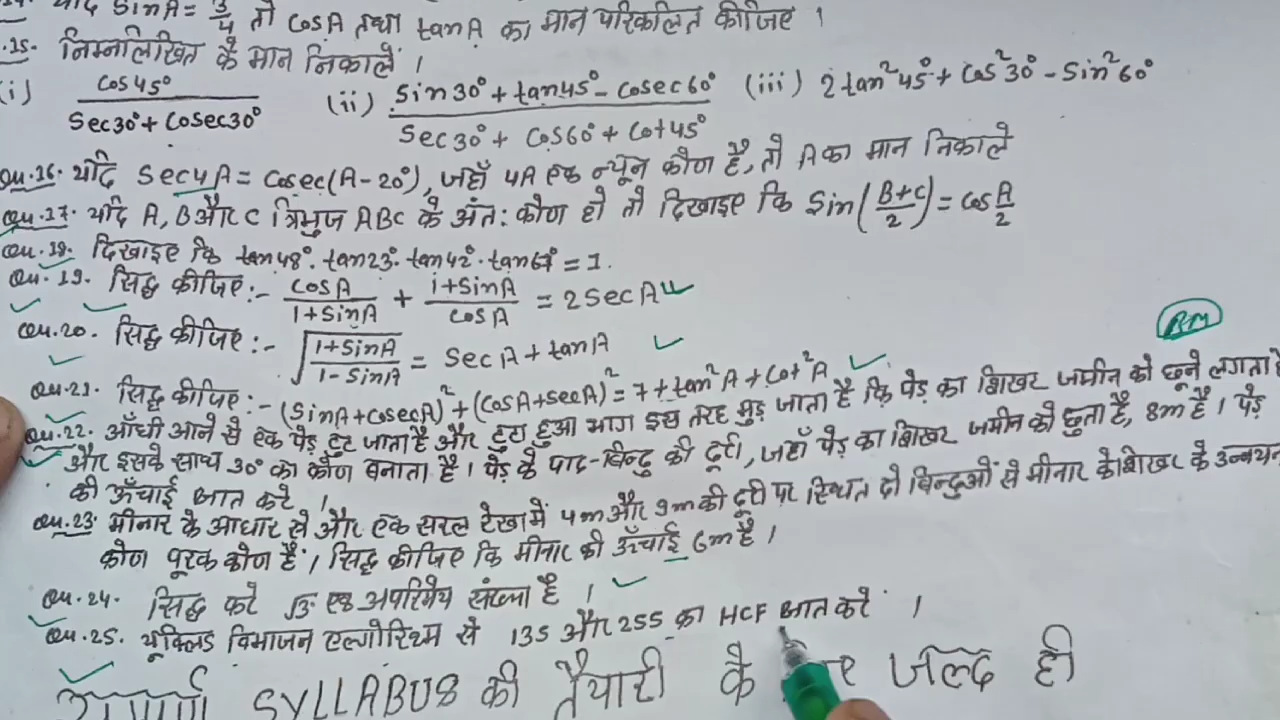 SinA = 3/4 तो cosA तथा tanA का मान परिकलित कीजिए ।
15. निम्नलिखित के मान निकालें ।
(i) Cos45° / Sec30° + Cosec30° (ii) Sin30° + tan45° - Cosec60° / Sec30° + Cos60° + Cot45° (iii) 2tan²45° + Cos²30° - Sin²60°
Qu.16. यदि Sec4A = Cosec(A-20°), जहाँ 4A एक न्यून कोण है, तो A का मान निकाले
Qu.17. यदि A, B और C त्रिभुज ABC के अंत: कोण हो तो दिखाइए कि Sin(B+C/2) = cos A/2
Qu.18. दिखाइए कि tan48°. tan23°. tan42°. tan67° = 1.
Qu.19. सिद्ध कीजिए:- CosA / 1+SinA + 1+SinA / CosA = 2SecA
Qu.20. सिद्ध कीजिए:- √1+SinA / 1-SinA = SecA + tanA
Qu.21. सिद्ध कीजिए:- (SinA+cosecA)² + (CosA+secA)² = 7+tan²A+Cot²A
Qu.22. आँधी आने से एक पेड़ टुट जाता है और टुटा हुआ भाग इस तरह मुड़ जाता है कि पेड़ का शिखर जमीन को छूने लगता है
और इसके साथ 30° का कोण बनाता है। पेड़ के पाद-बिन्दु की दूरी, जहाँ पेड़ का शिखर जमीन को छुता है, 8m है। पेड़
की ऊँचाई ज्ञात करे ।
Qu.23. मीनार के आधार से और एक सरल रेखा में 4m और 9m की दूरी पर स्थित दो बिन्दुओं से मीनार के शिखर के उन्नयन
कोण पूरक कोण हैं। सिद्ध कीजिए कि मीनार की ऊँचाई 6m है।
Qu.24. सिद्ध करे √3 एक अपरिमेय संख्या है ।
Qu.25. यूक्लिड विभाजन एल्गोरिथ्म से 135 और 255 का HCF ज्ञात करे ।
SYLLABUS की तैयारी के जल्द ही